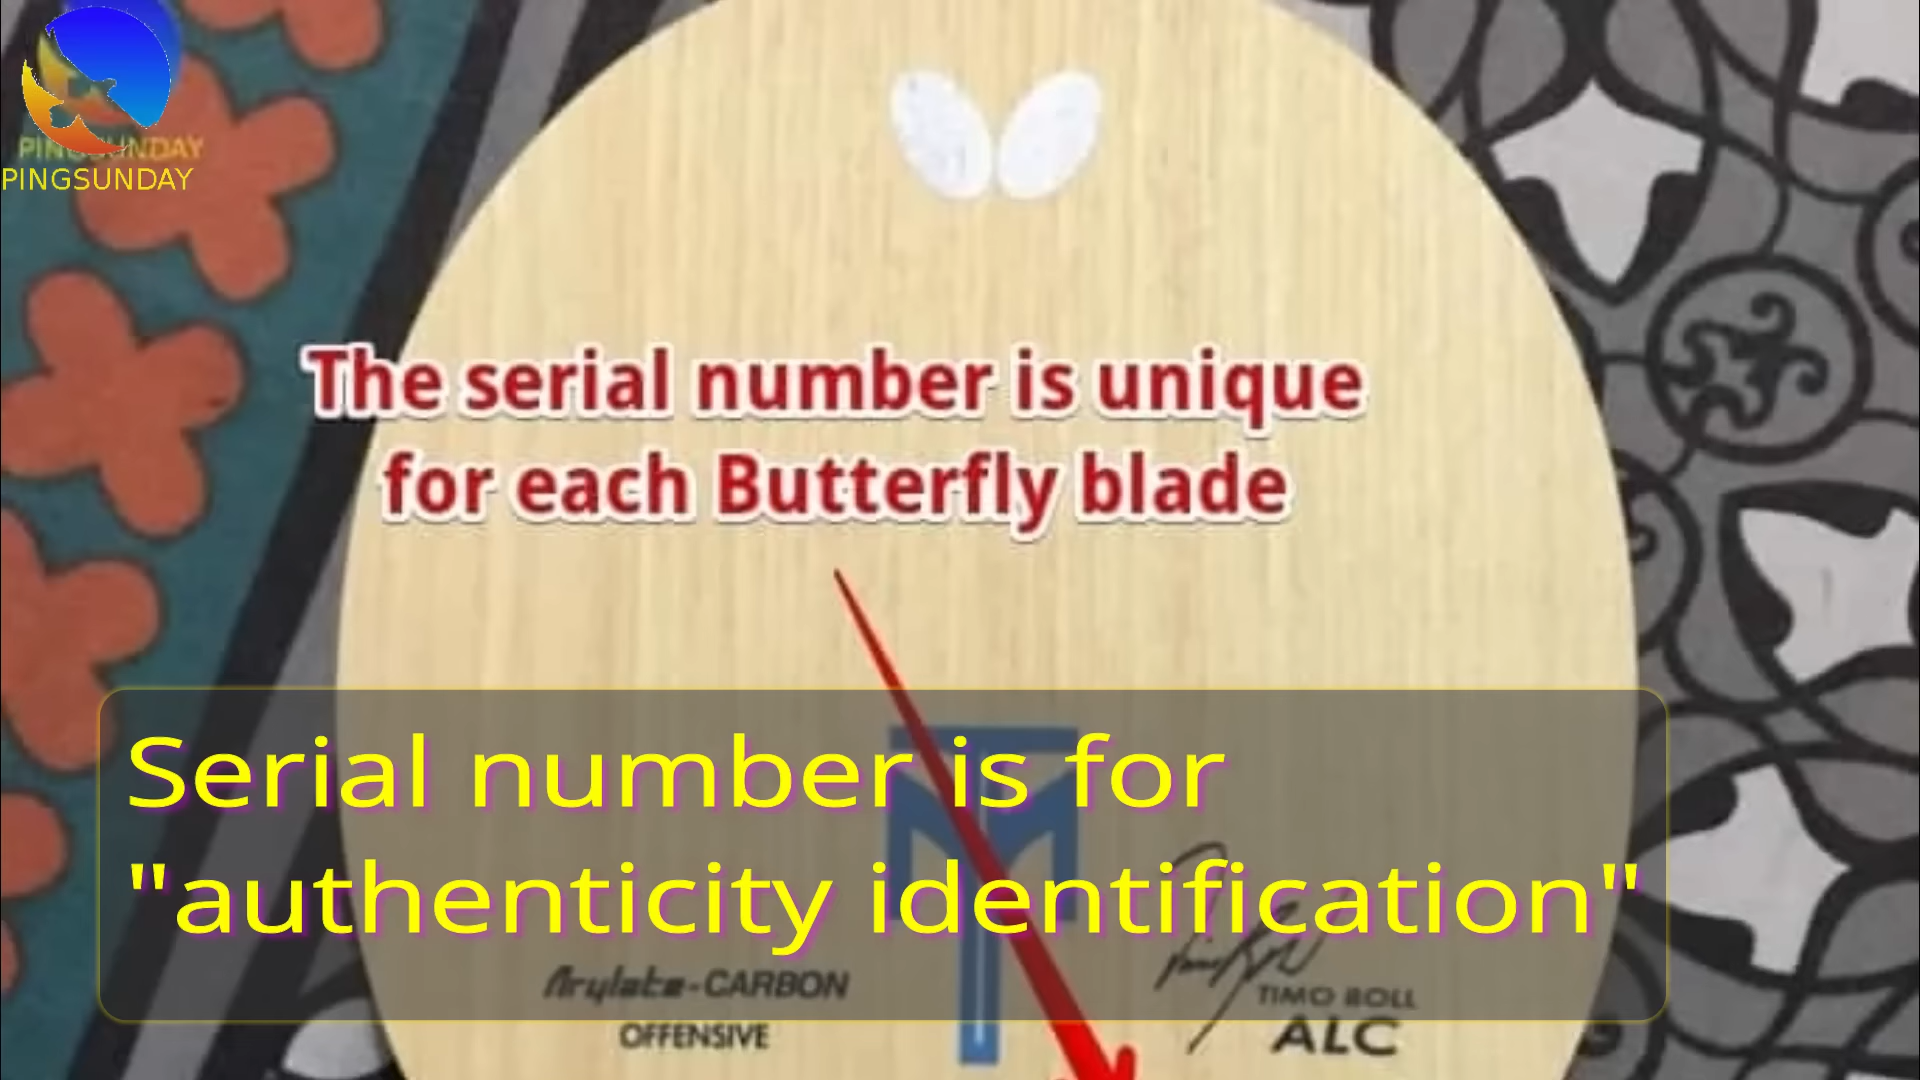 PINGSUNDAY
PINGSUNDAY
The serial number is unique
for each Butterfly blade
Serial number is for
"authenticity identification"
Arylate-CARBON
OFFENSIVE
TIMO BOLL
ALC